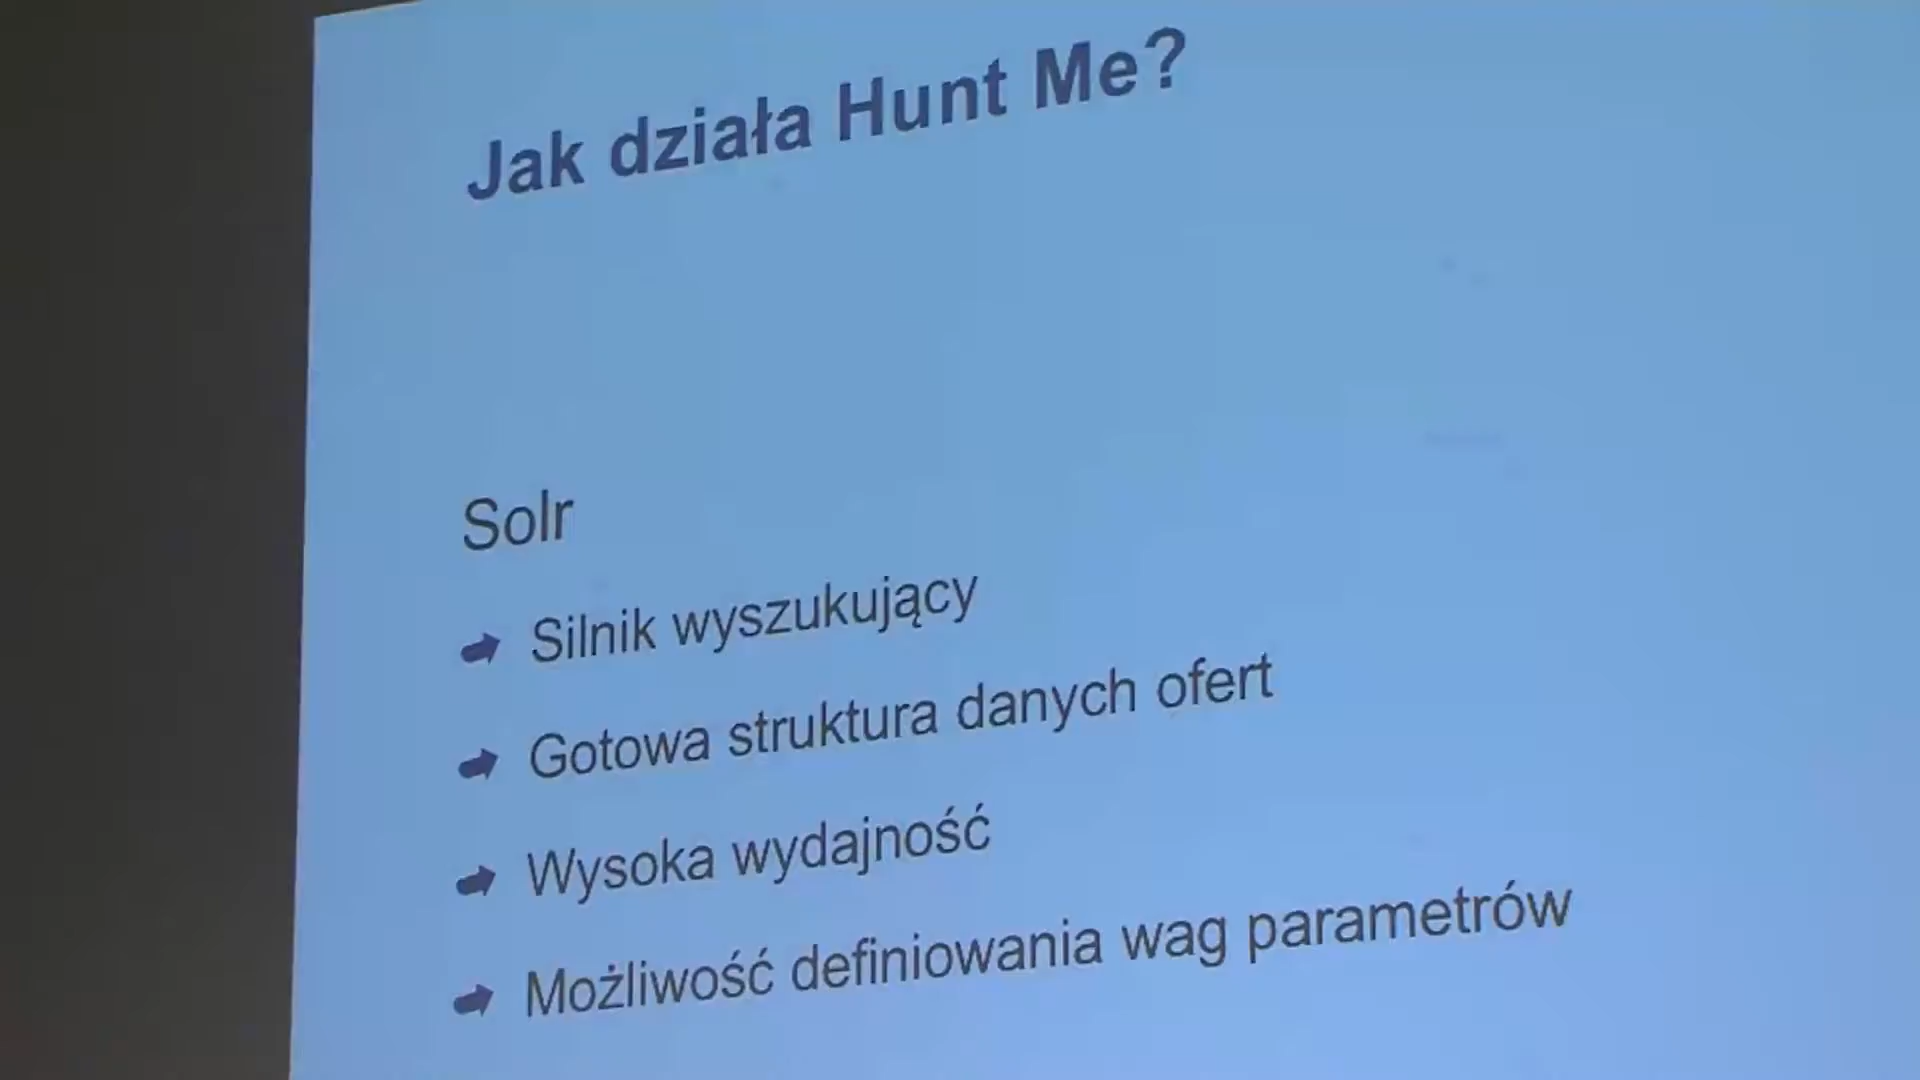 Jak działa Hunt Me?
Solr
Silnik wyszukujący
Gotowa struktura danych ofert
Wysoka wydajność
Możliwość definiowania wag parametrów